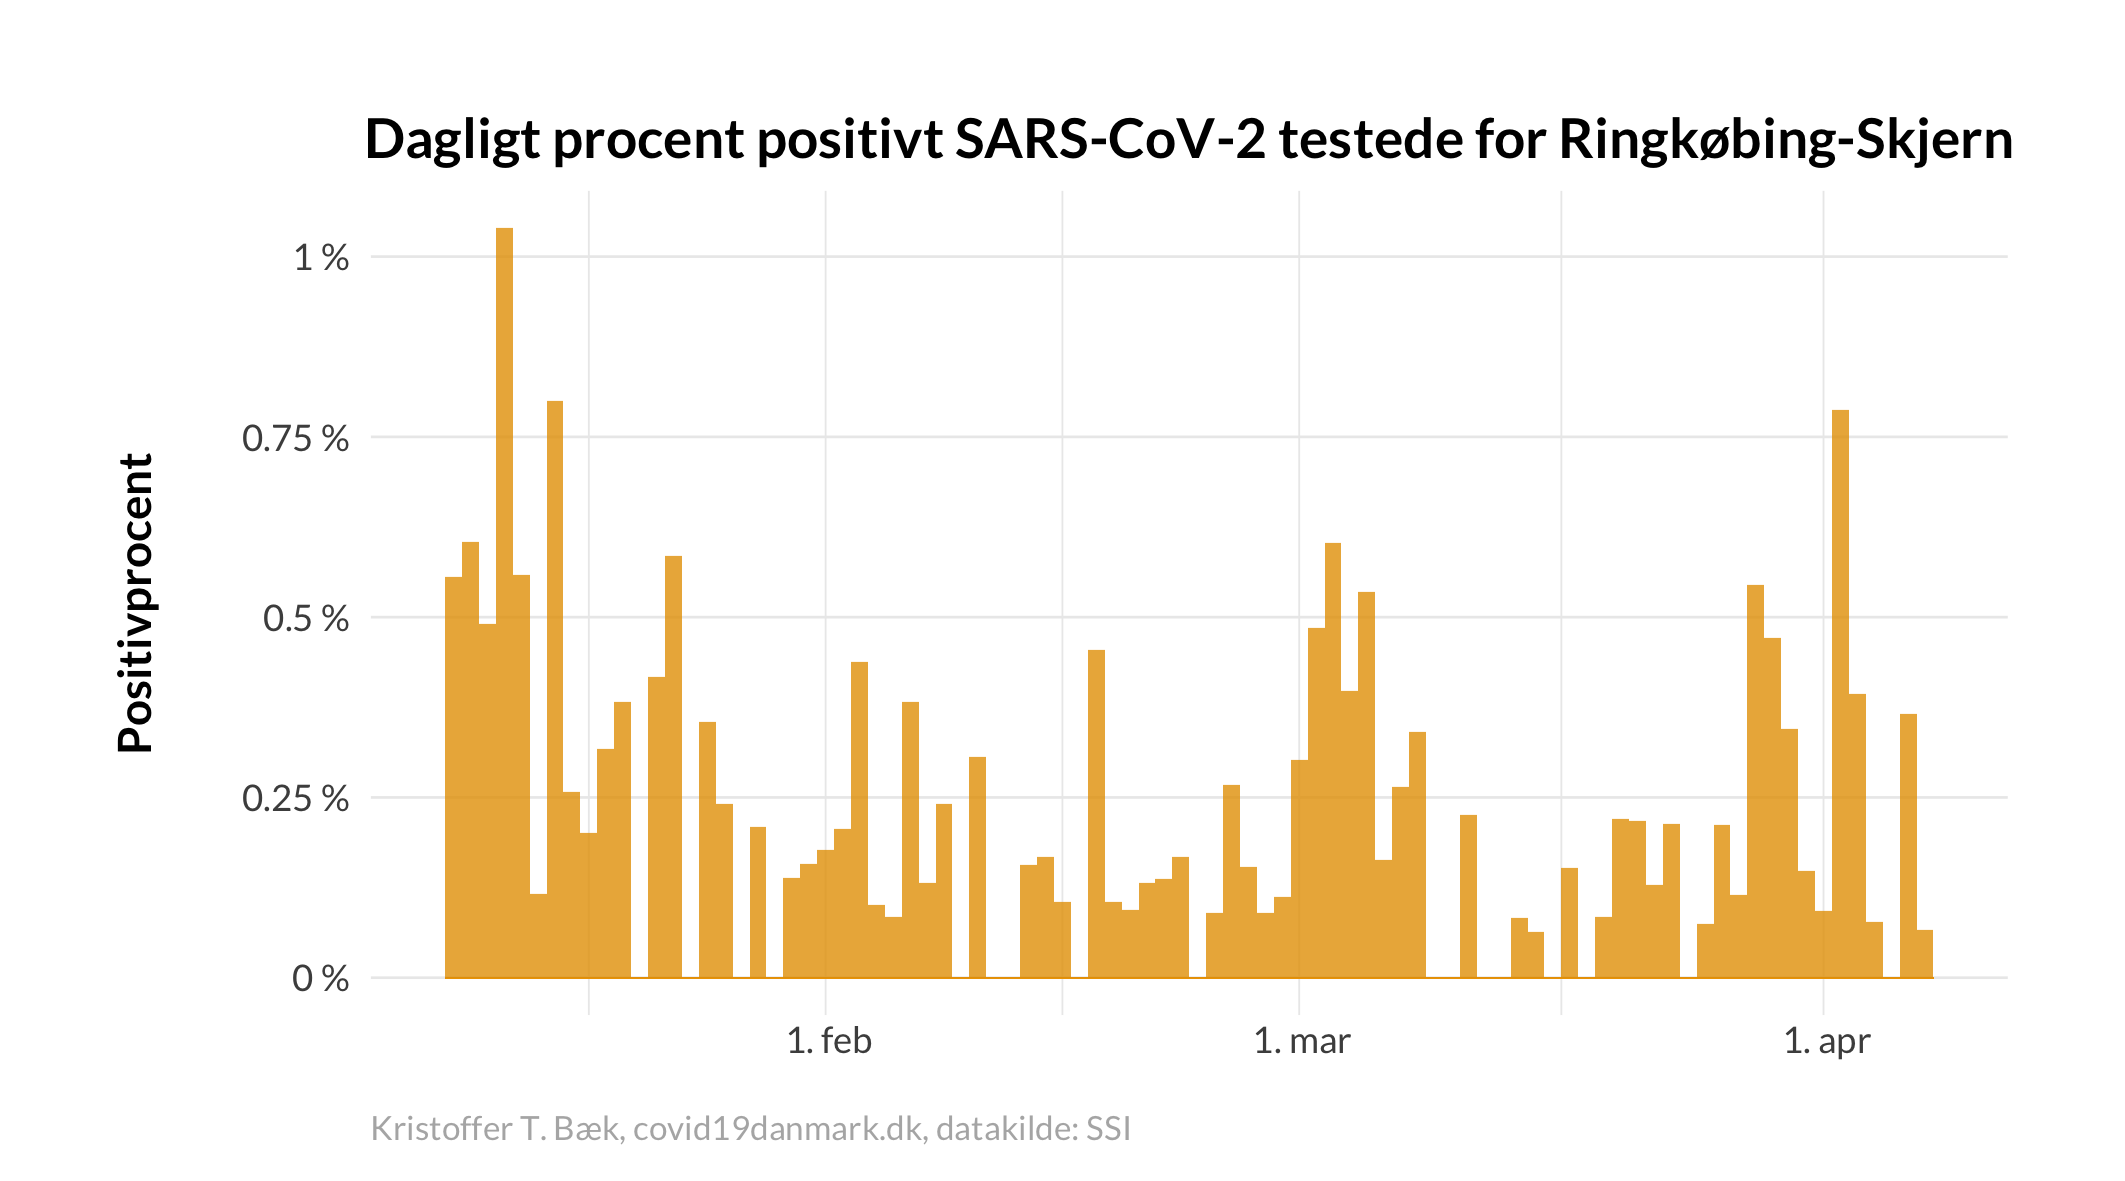 Dagligt procent positivt SARS-CoV-2 testede for Ringkøbing-Skjern
Positivprocent
1 %
0.75 %
0.5 %
0.25 %
0 %
1. feb
1. mar
1. apr
Kristoffer T. Bæk, covid19danmark.dk, datakilde: SSI